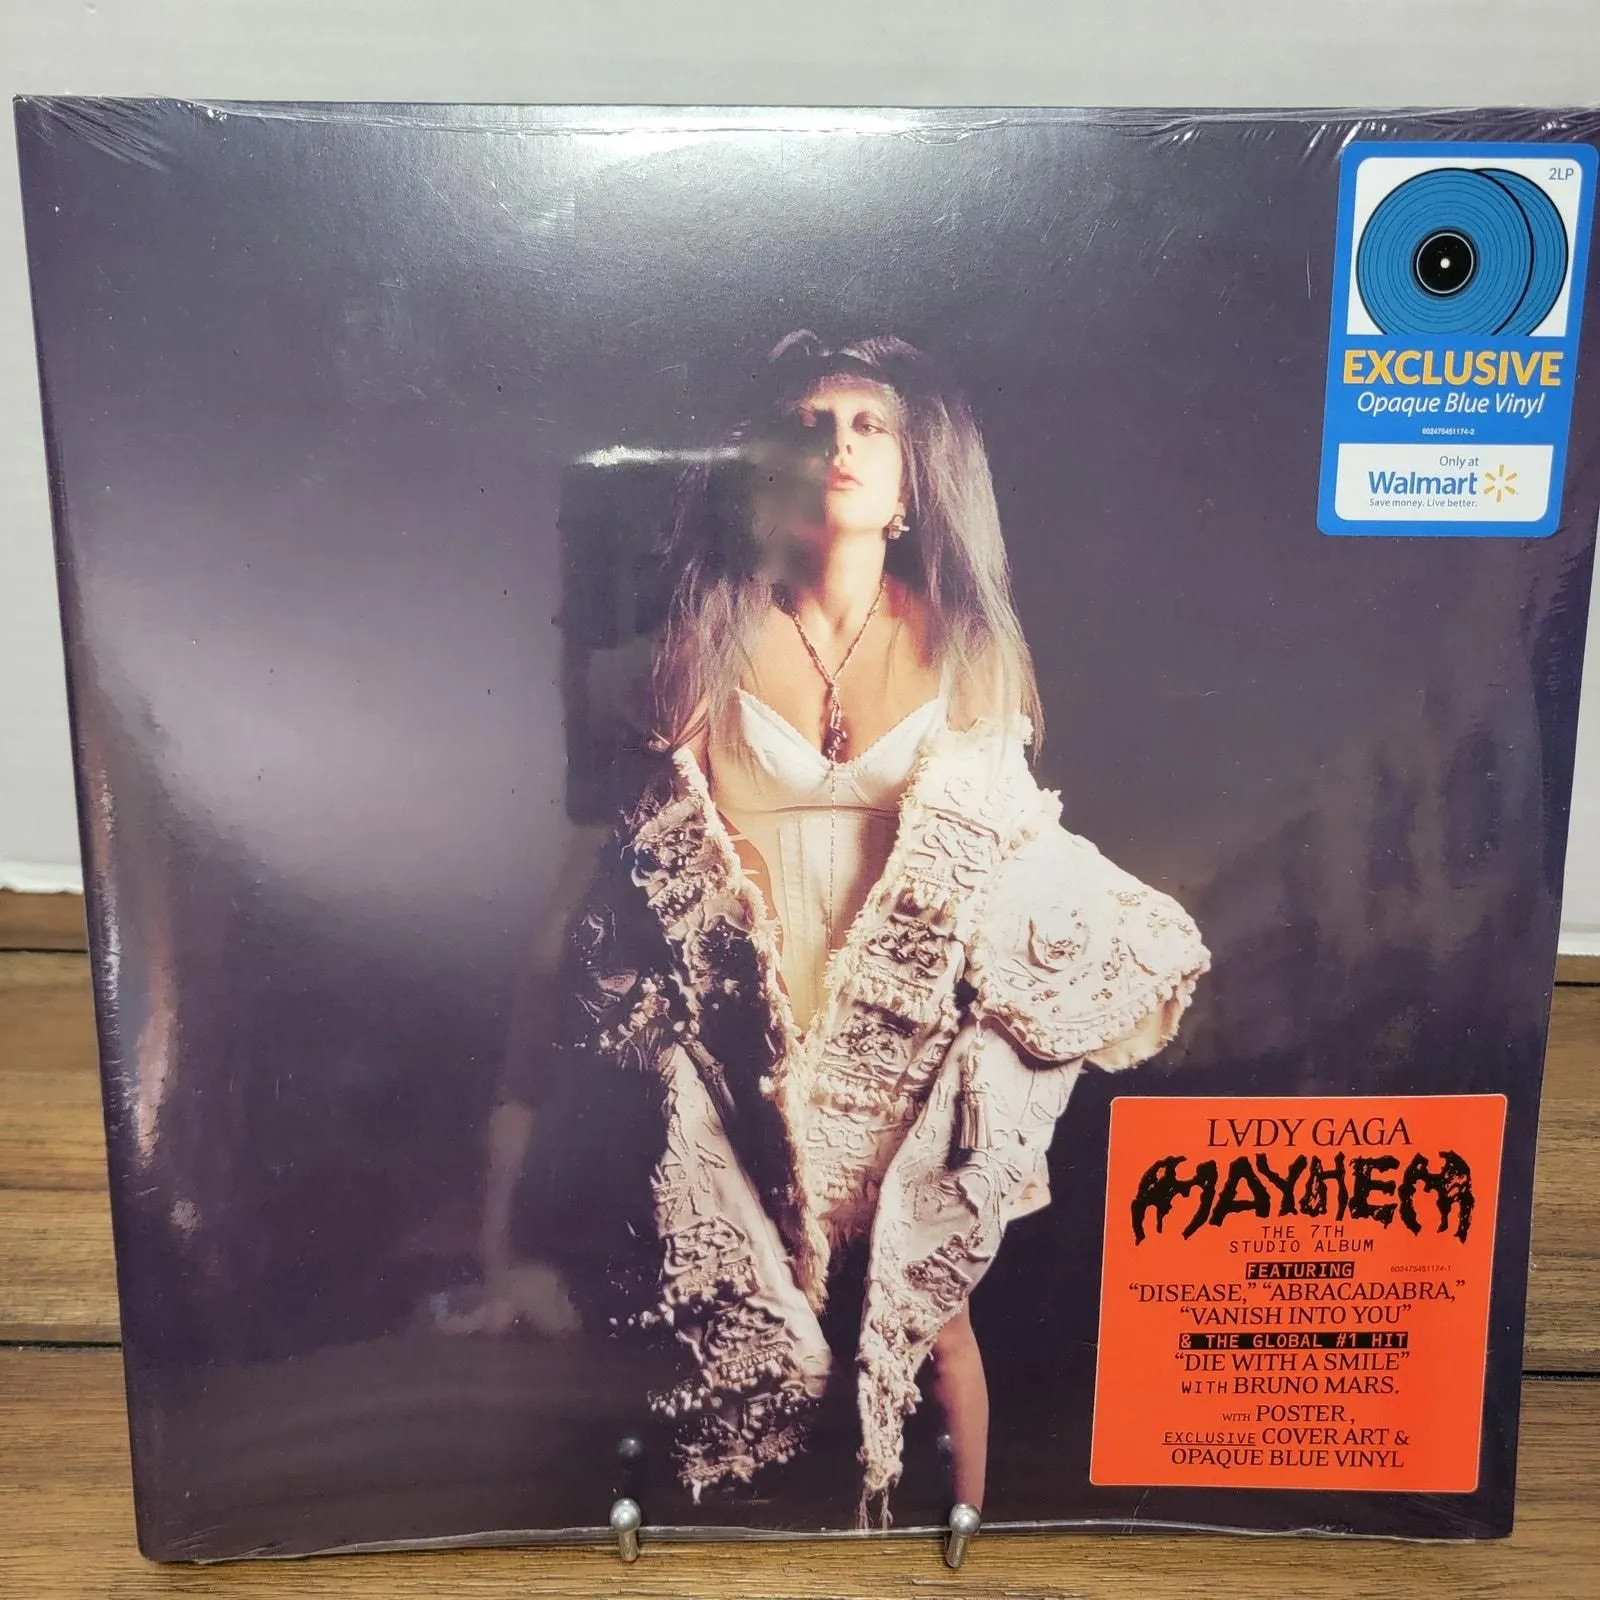 2LP
EXCLUSIVE
Opaque Blue Vinyl
602475451174-2
Only at
Walmart
Save money. Live better.
LVDY GAGA
MAYHEM
THE 7TH
STUDIO ALBUM
FEATURING 602475451174-1
“DISEASE,” “ABRACADABRA,”
“VANISH INTO YOU”
& THE GLOBAL #1 HIT
“DIE WITH A SMILE”
WITH BRUNO MARS.
WITH POSTER,
EXCLUSIVE COVER ART &
OPAQUE BLUE VINYL